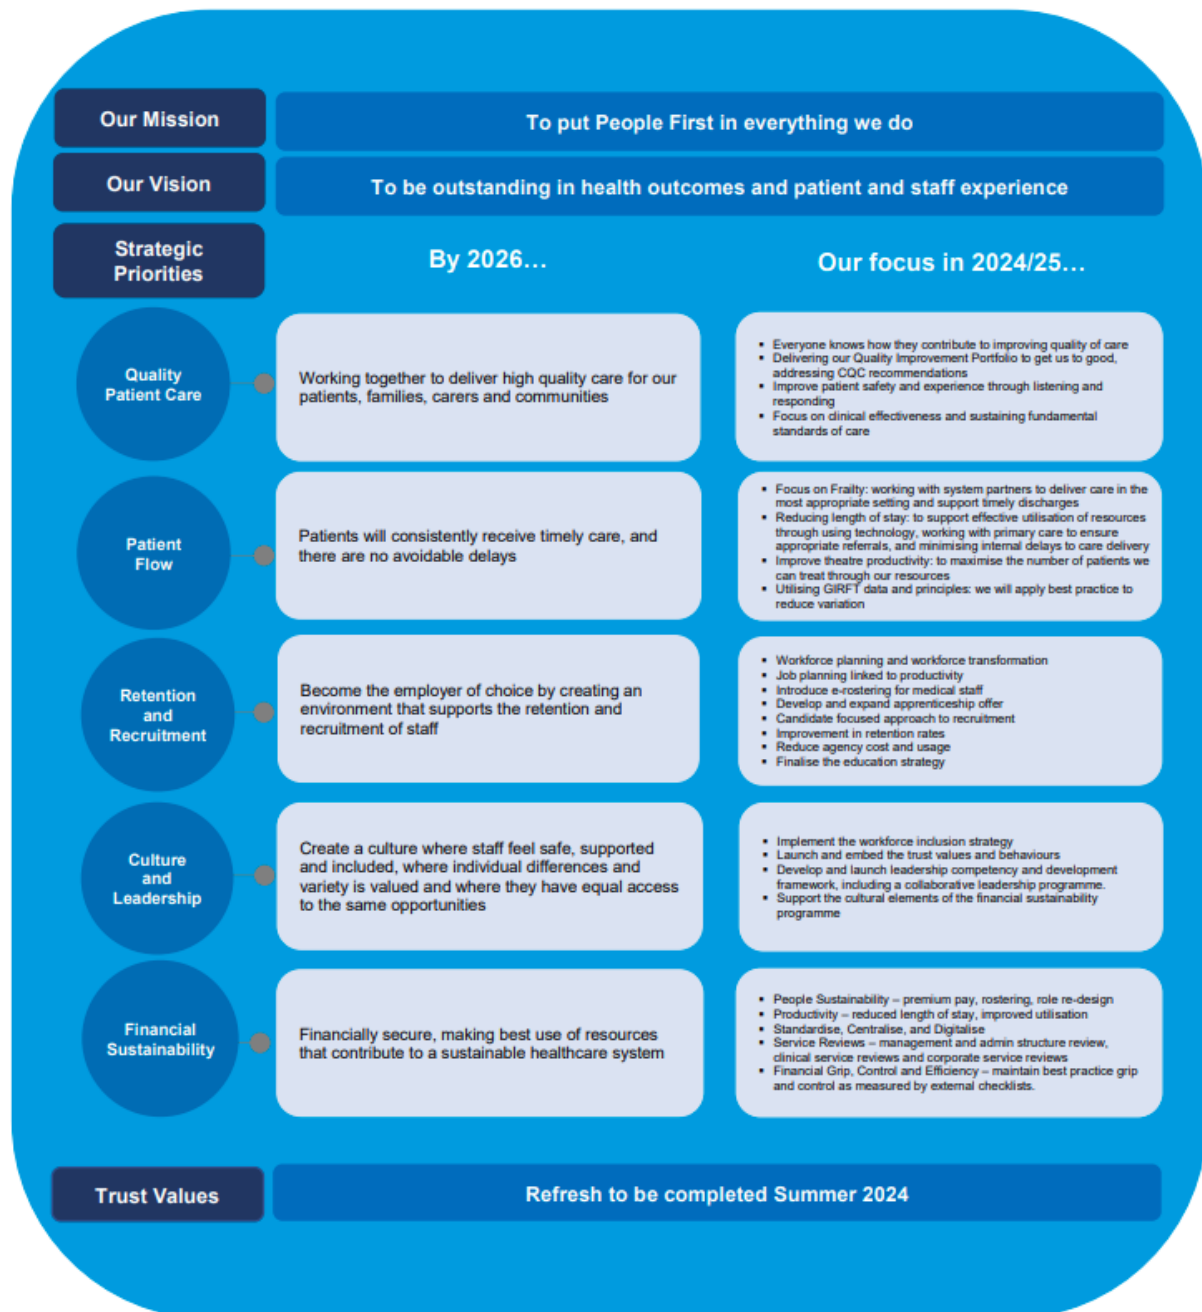 Our Mission
To put People First in everything we do
Our Vision
To be outstanding in health outcomes and patient and staff experience
Strategic
Priorities
By 2026...
Our focus in 2024/25...
Quality
Patient Care
Working together to deliver high quality care for our
patients, families, carers and communities
▪ Everyone knows how they contribute to improving quality of care
▪ Delivering our Quality Improvement Portfolio to get us to good,
addressing CQC recommendations
▪ Improve patient safety and experience through listening and
responding
▪ Focus on clinical effectiveness and sustaining fundamental
standards of care
Patient
Flow
Patients will consistently receive timely care, and
there are no avoidable delays
▪ Focus on Frailty: working with system partners to deliver care in the
most appropriate setting and support timely discharges
▪ Reducing length of stay: to support effective utilisation of resources
through using technology, working with primary care to ensure
appropriate referrals, and minimising internal delays to care delivery
▪ Improve theatre productivity: to maximise the number of patients we
can treat through our resources
▪ Utilising GIRFT data and principles: we will apply best practice to
reduce variation
Retention
and
Recruitment
Become the employer of choice by creating an
environment that supports the retention and
recruitment of staff
▪ Workforce planning and workforce transformation
▪ Job planning linked to productivity
▪ Introduce e-rostering for medical staff
▪ Develop and expand apprenticeship offer
▪ Candidate focused approach to recruitment
▪ Improvement in retention rates
▪ Reduce agency cost and usage
▪ Finalise the education strategy
Culture
and
Leadership
Create a culture where staff feel safe, supported
and included, where individual differences and
variety is valued and where they have equal access
to the same opportunities
▪ Implement the workforce inclusion strategy
▪ Launch and embed the trust values and behaviours
▪ Develop and launch leadership competency and development
framework, including a collaborative leadership programme.
▪ Support the cultural elements of the financial sustainability
programme
Financial
Sustainability
Financially secure, making best use of resources
that contribute to a sustainable healthcare system
▪ People Sustainability – premium pay, rostering, role re-design
▪ Productivity – reduced length of stay, improved utilisation
▪ Standardise, Centralise, and Digitalise
▪ Service Reviews – management and admin structure review,
clinical service reviews and corporate service reviews
▪ Financial Grip, Control and Efficiency – maintain best practice grip
and control as measured by external checklists.
Trust Values
Refresh to be completed Summer 2024